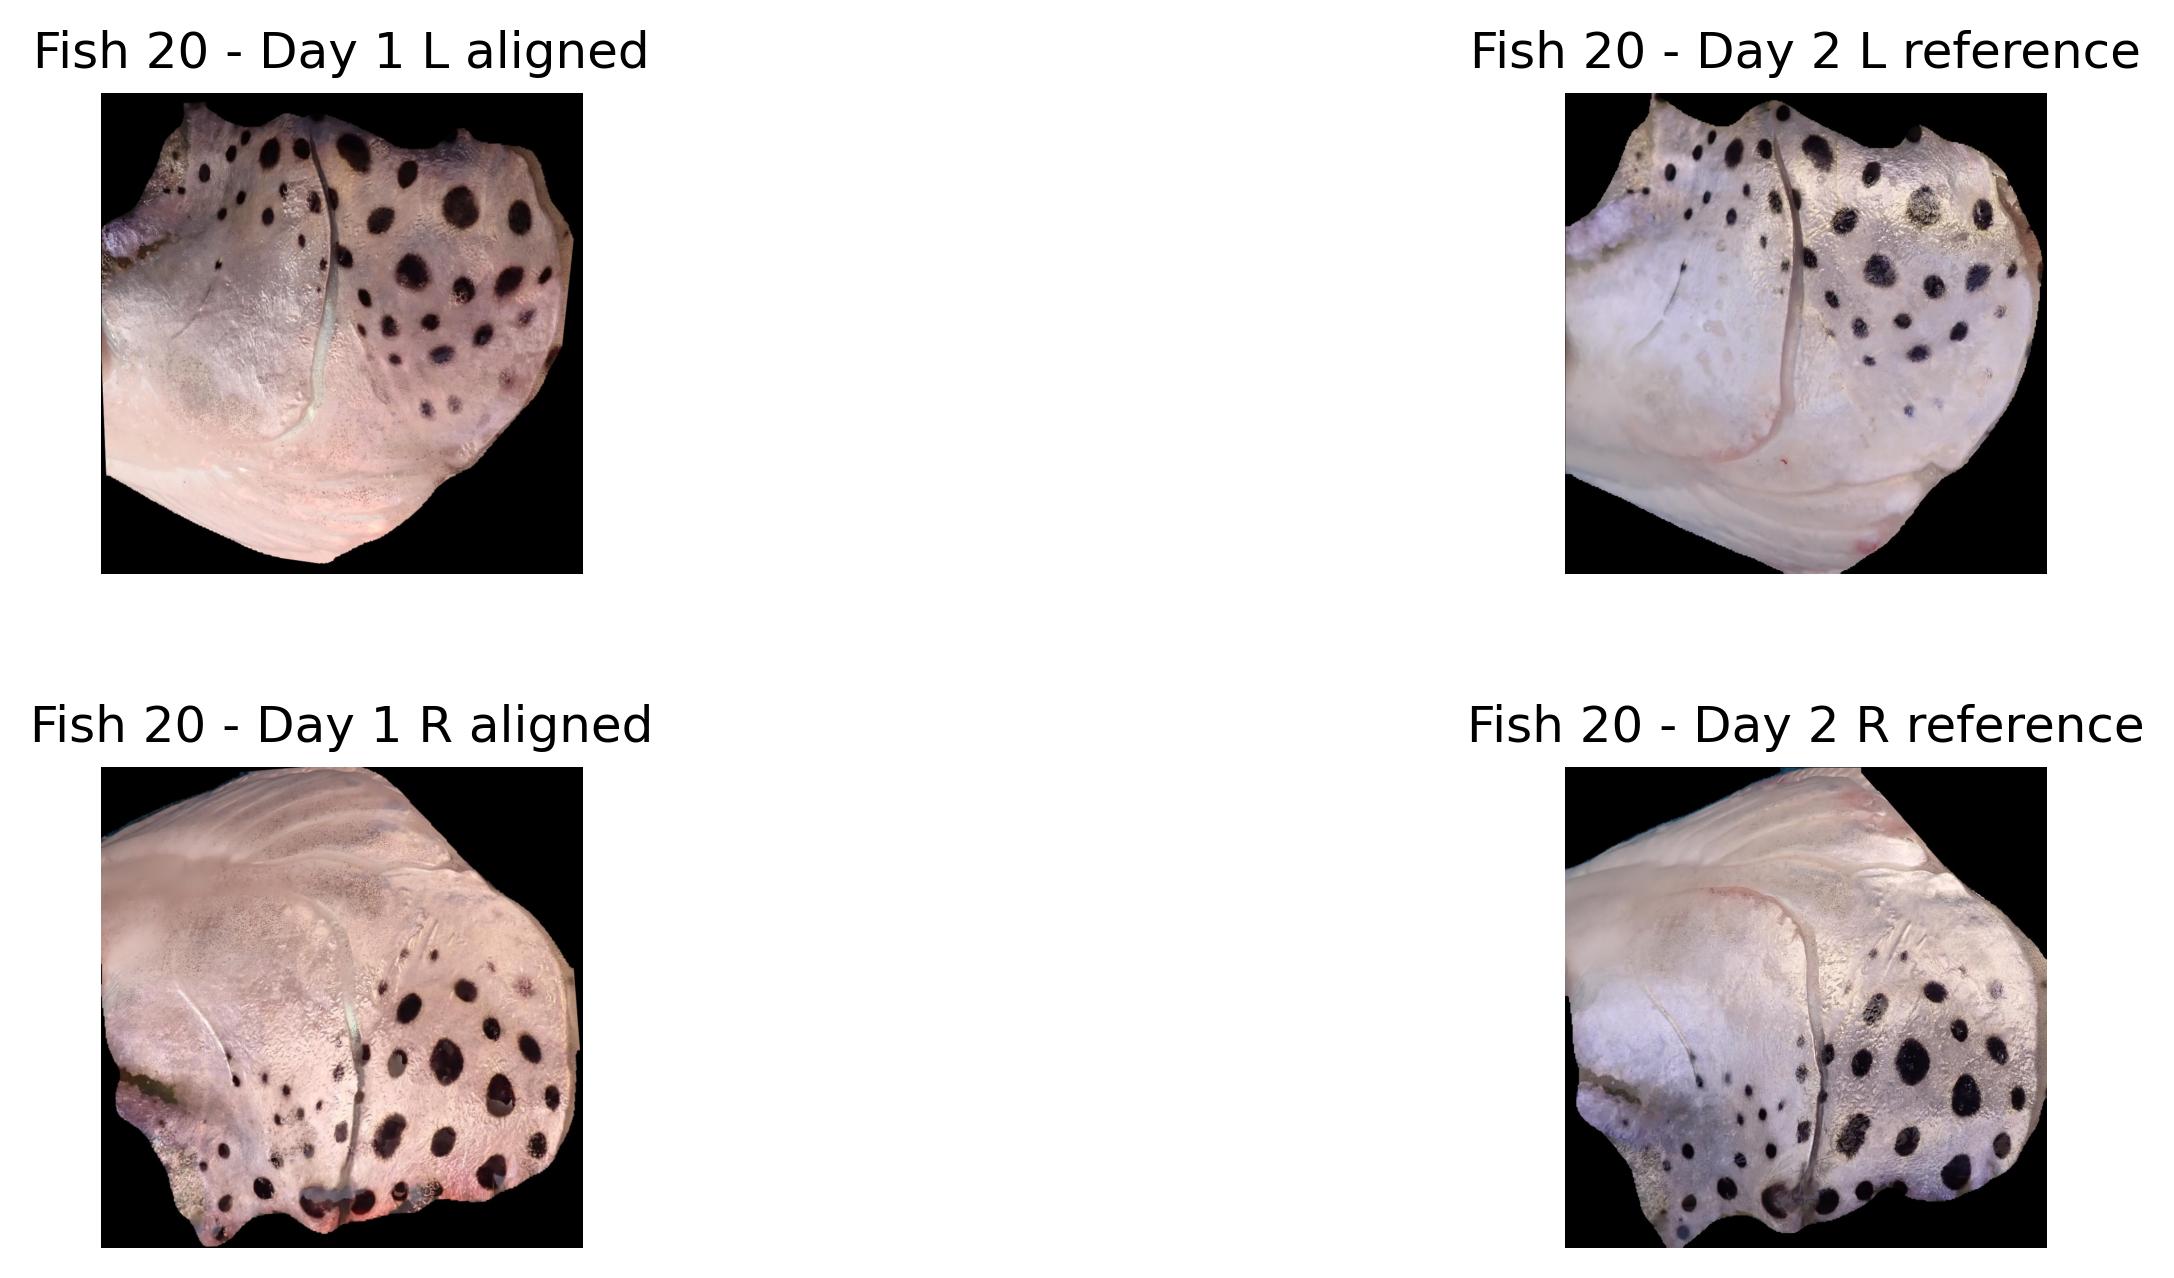 Fish 20 - Day 1 L aligned
Fish 20 - Day 2 L reference
Fish 20 - Day 1 R aligned
Fish 20 - Day 2 R reference